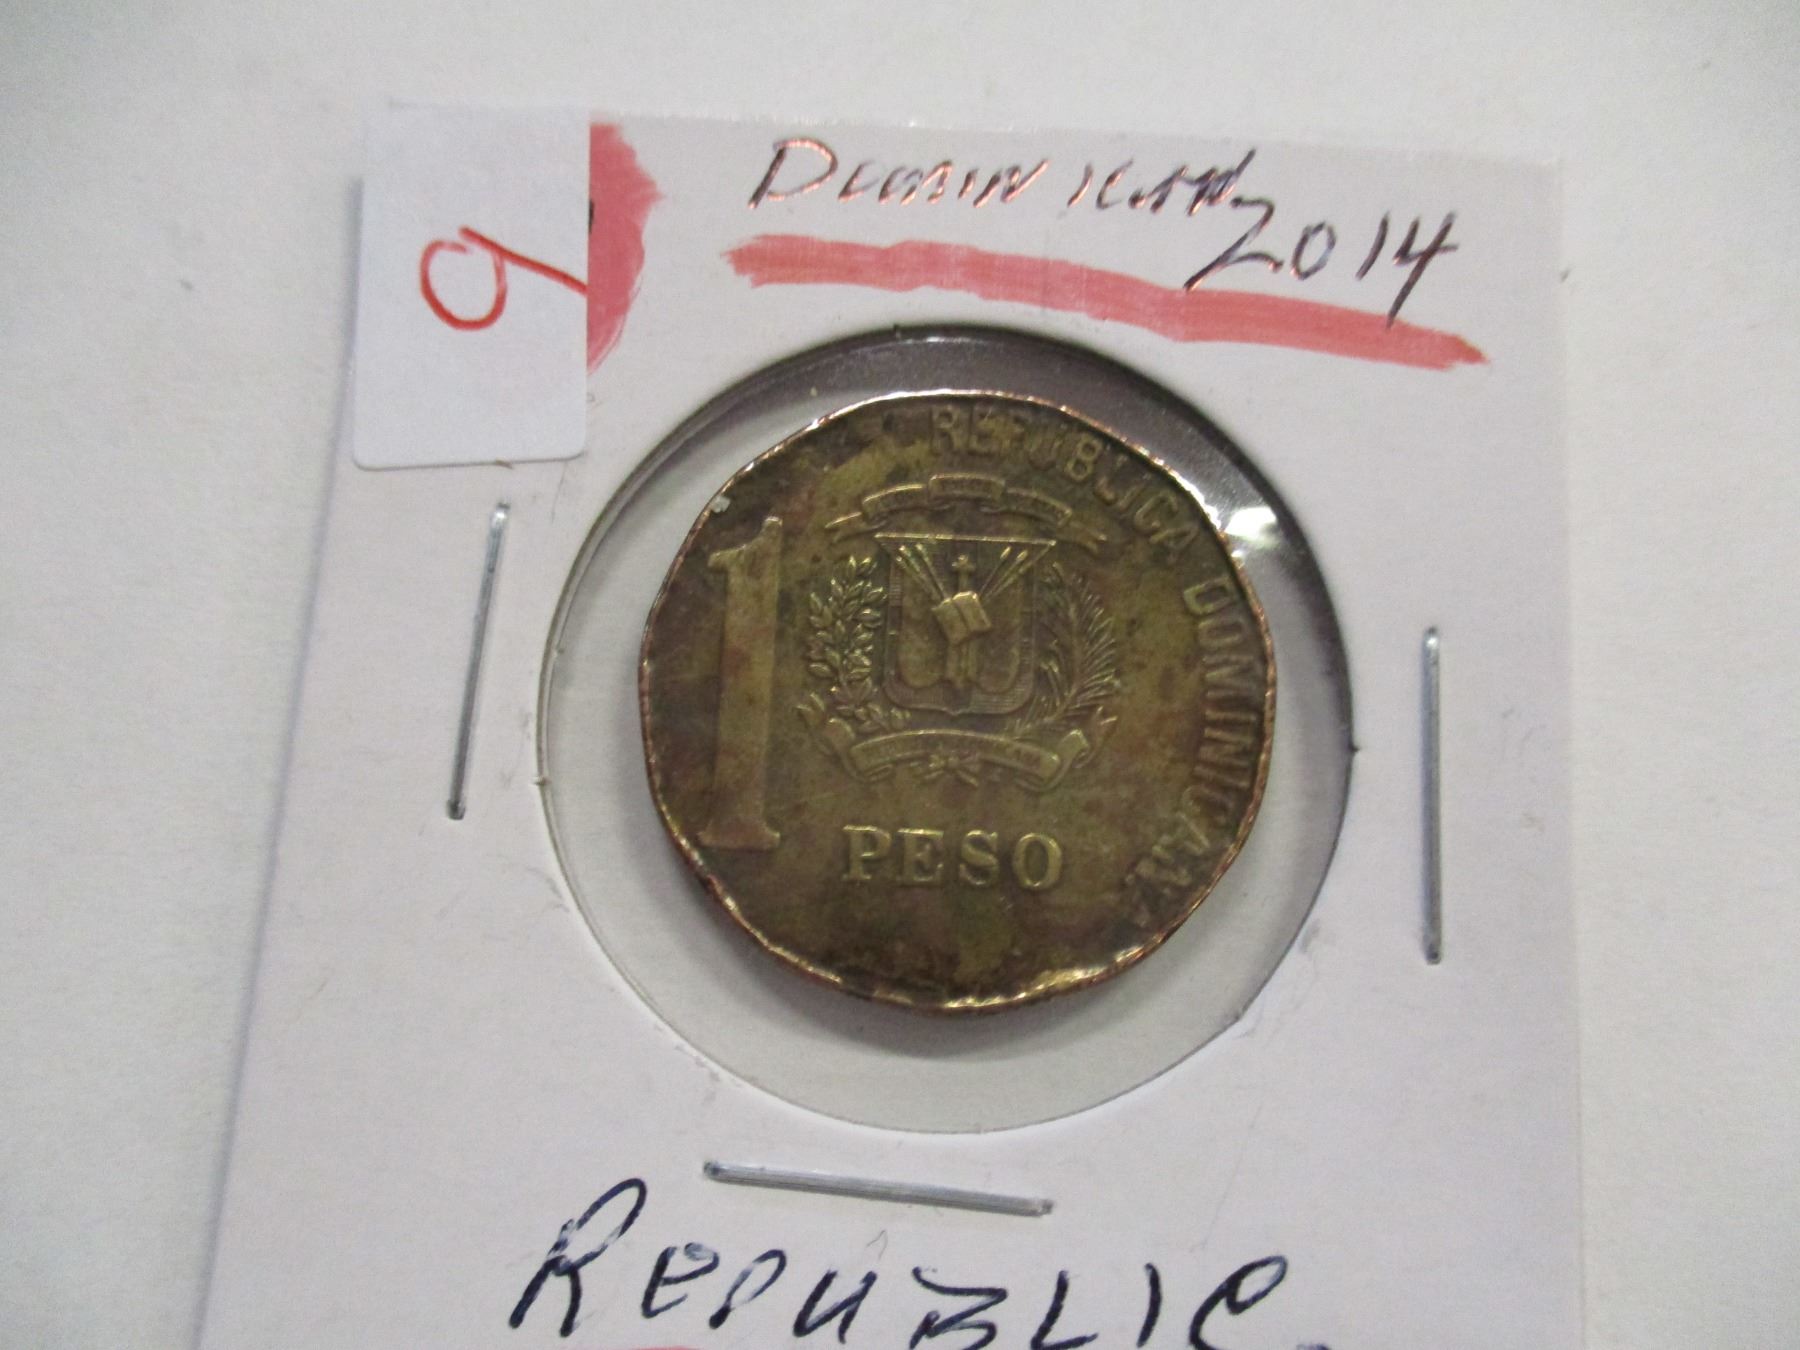 9
Dominican
2014
REPUBLICA DOMINICANA
1
PESO
REPUBLIC